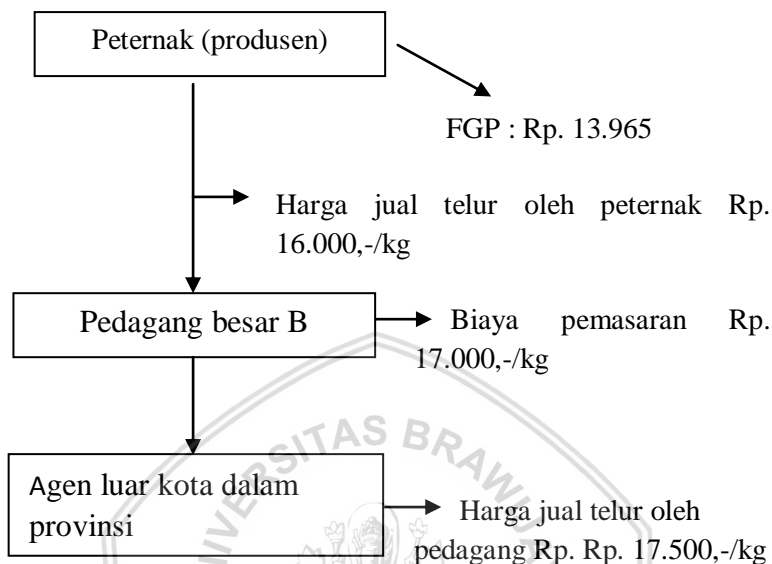 Peternak (produsen)
FGP : Rp. 13.965
Harga jual telur oleh peternak Rp.
16.000,-/kg
Pedagang besar B
Biaya pemasaran Rp.
17.000,-/kg
Agen luar kota dalam
provinsi
Harga jual telur oleh
pedagang Rp. Rp. 17.500,-/kg